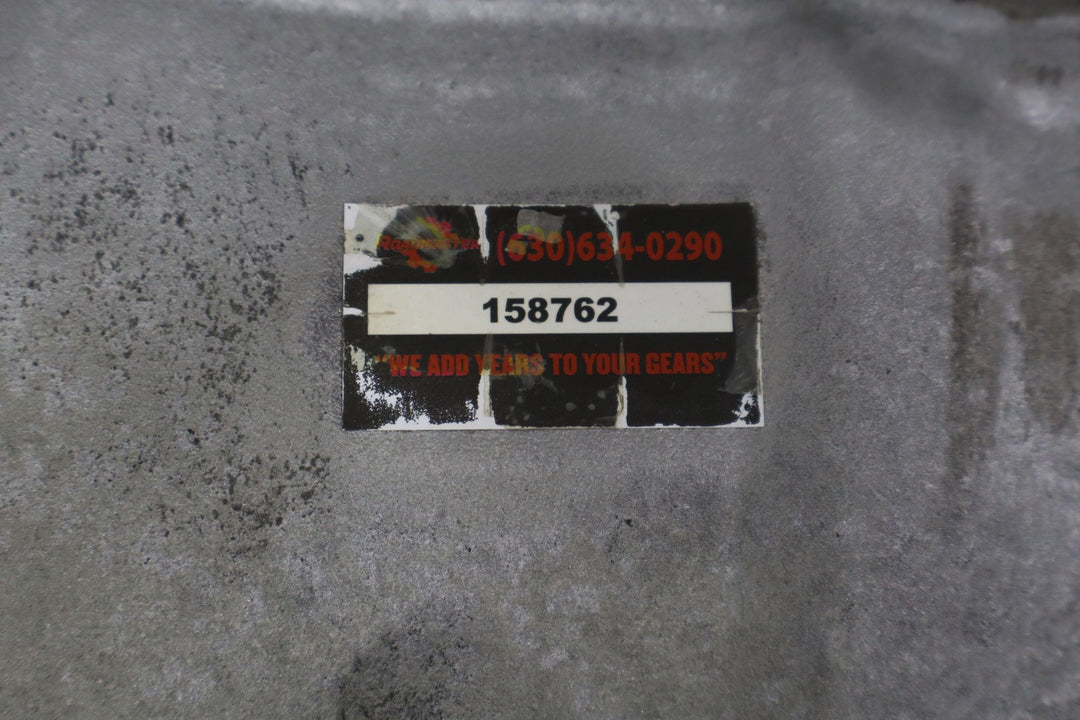 (630)634-0290
158762
"WE ADD YEARS TO YOUR GEARS"